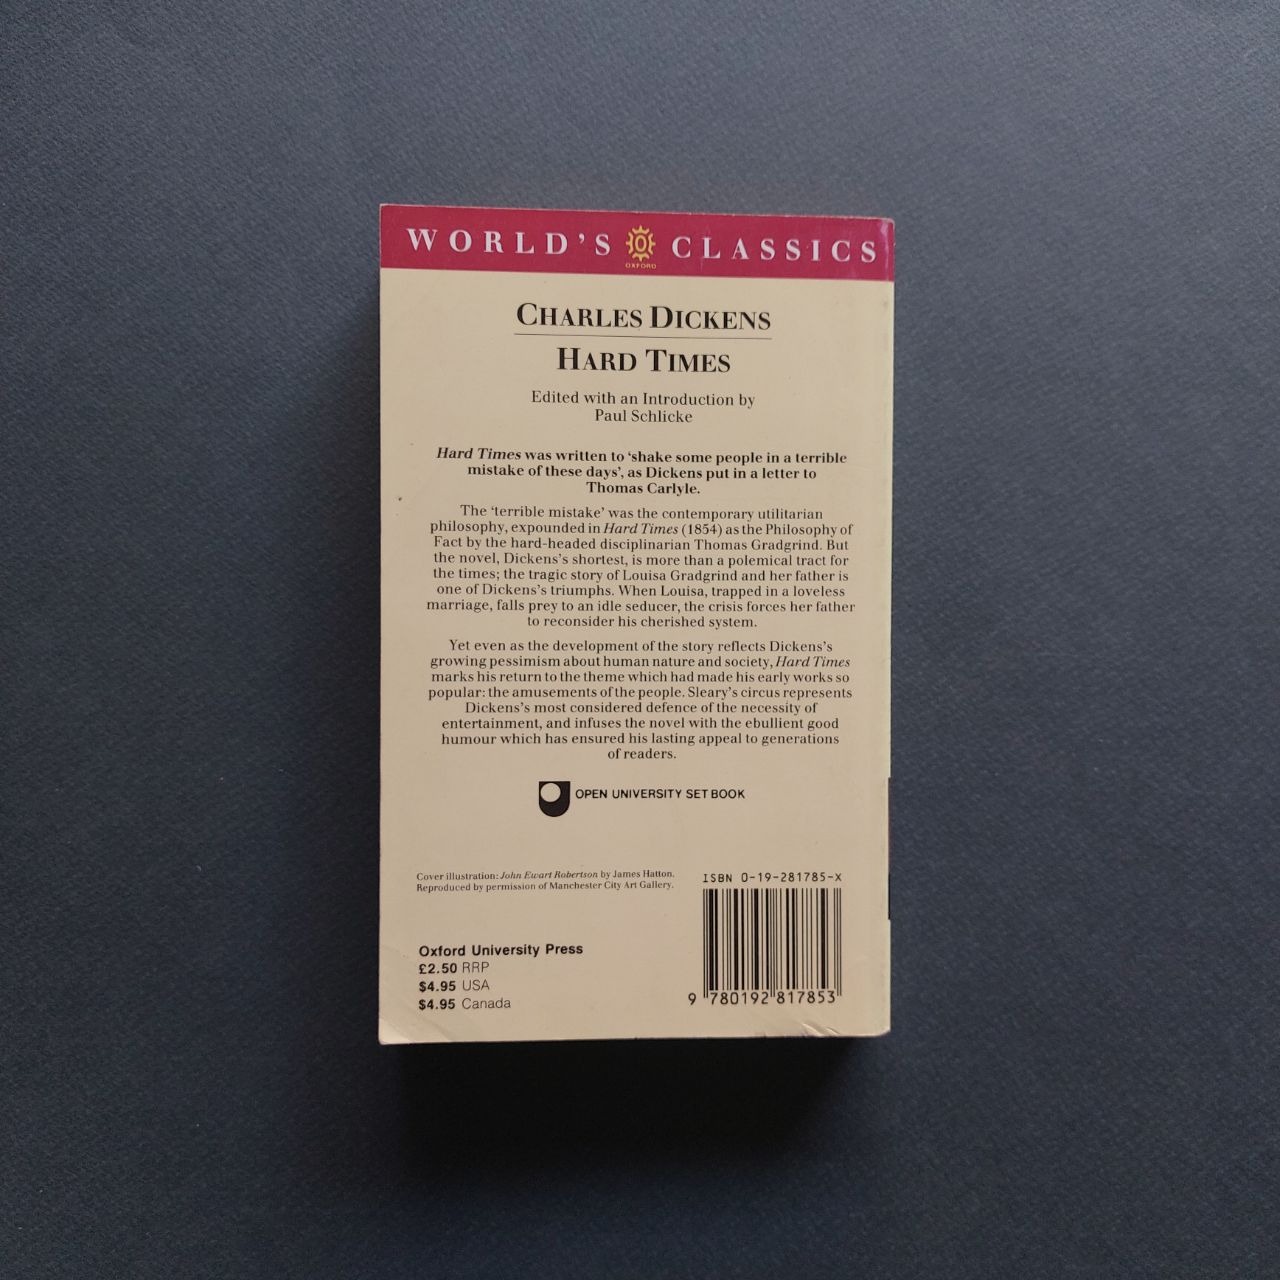 WORLD'S CLASSICS
OXFORD
CHARLES DICKENS
HARD TIMES
Edited with an Introduction by
Paul Schlicke
Hard Times was written to ‘shake some people in a terrible
mistake of these days’, as Dickens put in a letter to
Thomas Carlyle.
The ‘terrible mistake’ was the contemporary utilitarian
philosophy, expounded in Hard Times (1854) as the Philosophy of
Fact by the hard-headed disciplinarian Thomas Gradgrind. But
the novel, Dickens’s shortest, is more than a polemical tract for
the times; the tragic story of Louisa Gradgrind and her father is
one of Dickens’s triumphs. When Louisa, trapped in a loveless
marriage, falls prey to an idle seducer, the crisis forces her father
to reconsider his cherished system.
Yet even as the development of the story reflects Dickens’s
growing pessimism about human nature and society, Hard Times
marks his return to the theme which had made his early works so
popular: the amusements of the people. Sleary’s circus represents
Dickens’s most considered defence of the necessity of
entertainment, and infuses the novel with the ebullient good
humour which has ensured his lasting appeal to generations
of readers.
OPEN UNIVERSITY SET BOOK
Cover illustration: John Ewart Robertson by James Hatton.
Reproduced by permission of Manchester City Art Gallery.
ISBN 0-19-281785-X
Oxford University Press
£2.50 RRP
$4.95 USA
$4.95 Canada
9 780192 817853